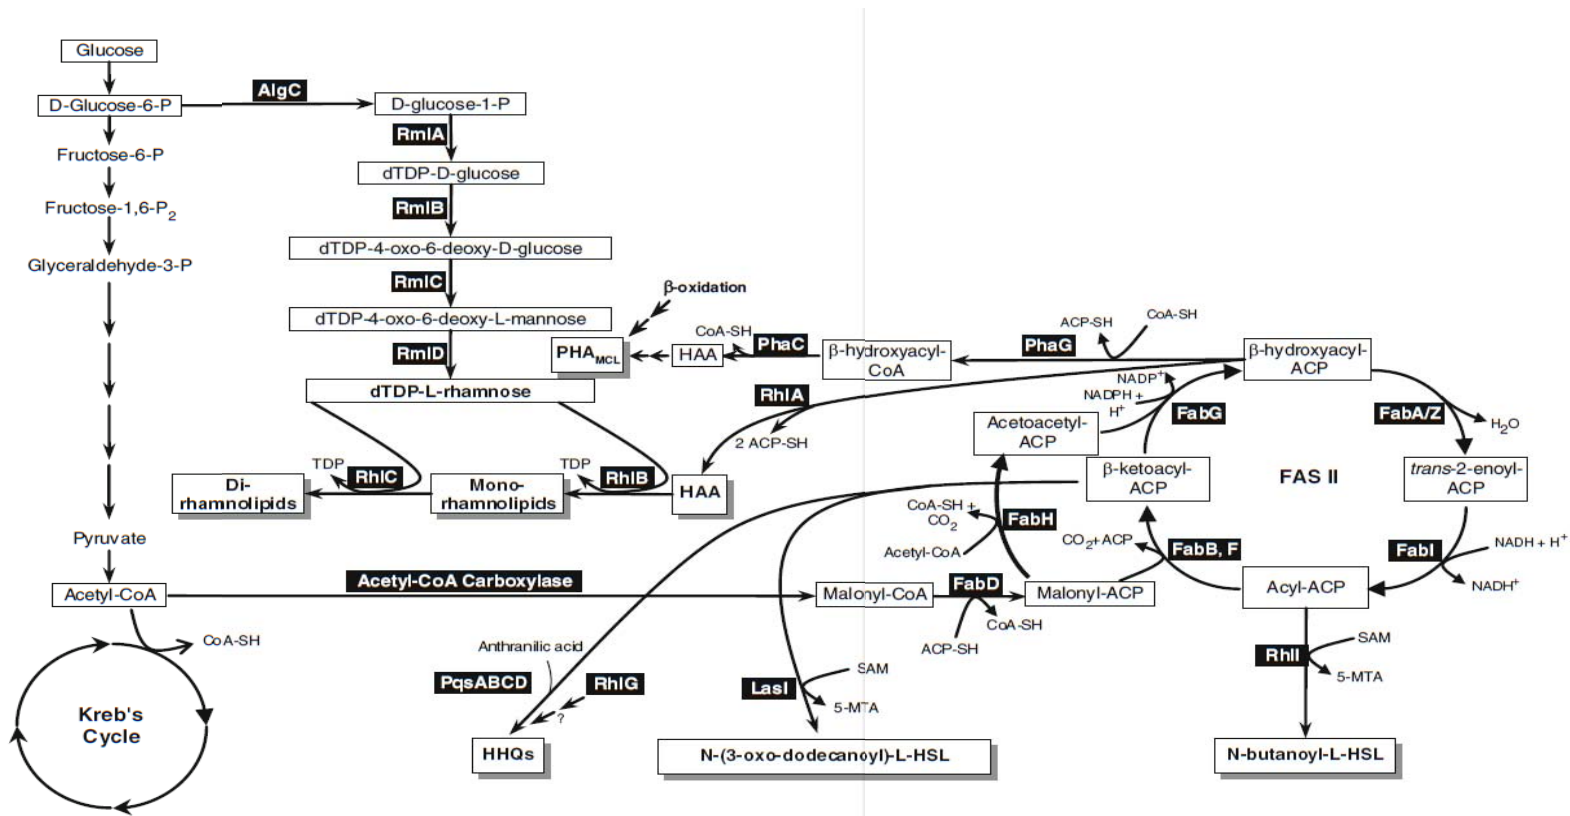 Glucose
D-Glucose-6-P
AlgC
D-glucose-1-P
Fructose-6-P
Fructose-1,6-P2
Glyceraldehyde-3-P
Pyruvate
Acetyl-CoA
CoA-SH
Kreb's
Cycle
RmlA
dTDP-D-glucose
RmlB
dTDP-4-oxo-6-deoxy-D-glucose
RmlC
dTDP-4-oxo-6-deoxy-L-mannose
RmlD
dTDP-L-rhamnose
β-oxidation
PHAMCL
HAA
CoA-SH
PhaC
β-hydroxyacyl-
CoA
PhaG
ACP-SH
CoA-SH
β-hydroxyacyl-
ACP
RhlA
2 ACP-SH
NADP+
NADPH +
H+
FabG
FabA/Z
H2O
Acetoacetyl-
ACP
β-ketoacyl-
ACP
FAS II
trans-2-enoyl-
ACP
Di-
rhamnolipids
TDP
RhlC
Mono-
rhamnolipids
TDP
RhlB
HAA
CoA-SH +
CO2
FabH
Acetyl-CoA
CO2+ACP
FabB, F
FabI
NADH + H+
NADH+
Acetyl-CoA Carboxylase
Malonyl-CoA
FabD
Malonyl-ACP
Acyl-ACP
ACP-SH
CoA-SH
Anthranilic acid
PqsABCD
RhlG
?
LasI
SAM
5-MTA
RhlI
SAM
5-MTA
HHQs
N-(3-oxo-dodecanoyl)-L-HSL
N-butanoyl-L-HSL